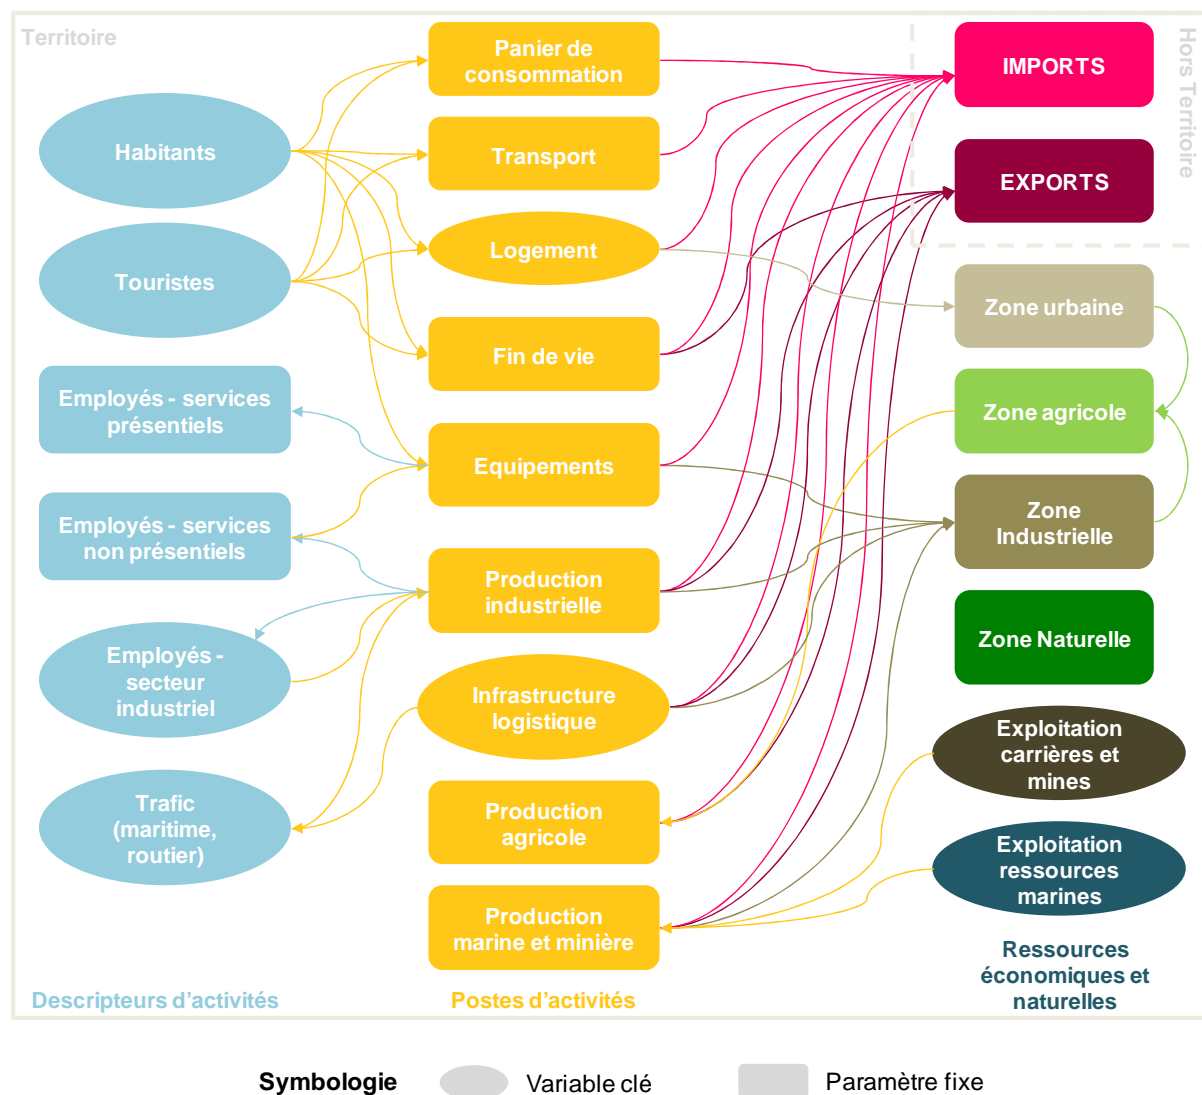 Territoire
Hors Territoire
Habitants
Touristes
Employés - services
présentiels
Employés - services
non présentiels
Employés -
secteur
industriel
Trafic
(maritime,
routier)
Descripteurs d'activités
Panier de
consommation
Transport
Logement
Fin de vie
Equipements
Production
industrielle
Infrastructure
logistique
Production
agricole
Production
marine et minière
Postes d'activités
IMPORTS
EXPORTS
Zone urbaine
Zone agricole
Zone
Industrielle
Zone Naturelle
Exploitation
carrières et
mines
Exploitation
ressources
marines
Ressources
économiques et
naturelles
Symbologie
Variable clé
Paramètre fixe